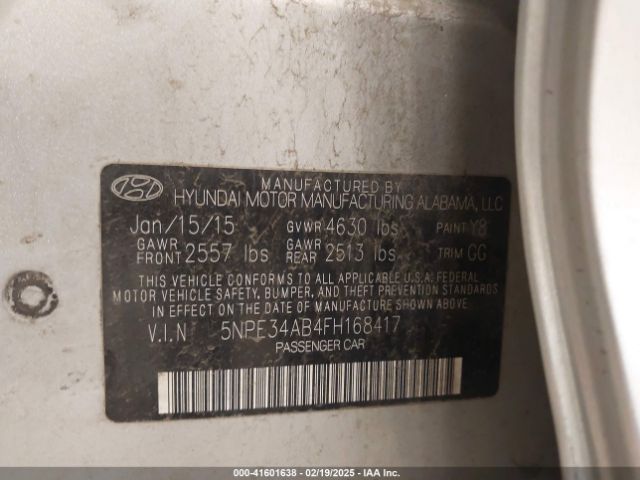 MANUFACTURED BY
HYUNDAI MOTOR MANUFACTURING ALABAMA, LLC
Jan/15/15 GVWR 4630 lbs PAINT Y8
GAWR FRONT 2557 lbs GAWR REAR 2513 lbs TRIM GG
THIS VEHICLE CONFORMS TO ALL APPLICABLE U.S.A. FEDERAL
MOTOR VEHICLE SAFETY, BUMPER, AND THEFT PREVENTION STANDARDS
IN EFFECT ON THE DATE OF MANUFACTURE SHOWN ABOVE.
V.I.N 5NPE34AB4FH168417
PASSENGER CAR
000-41601638 - 02/19/2025 - IAA Inc.